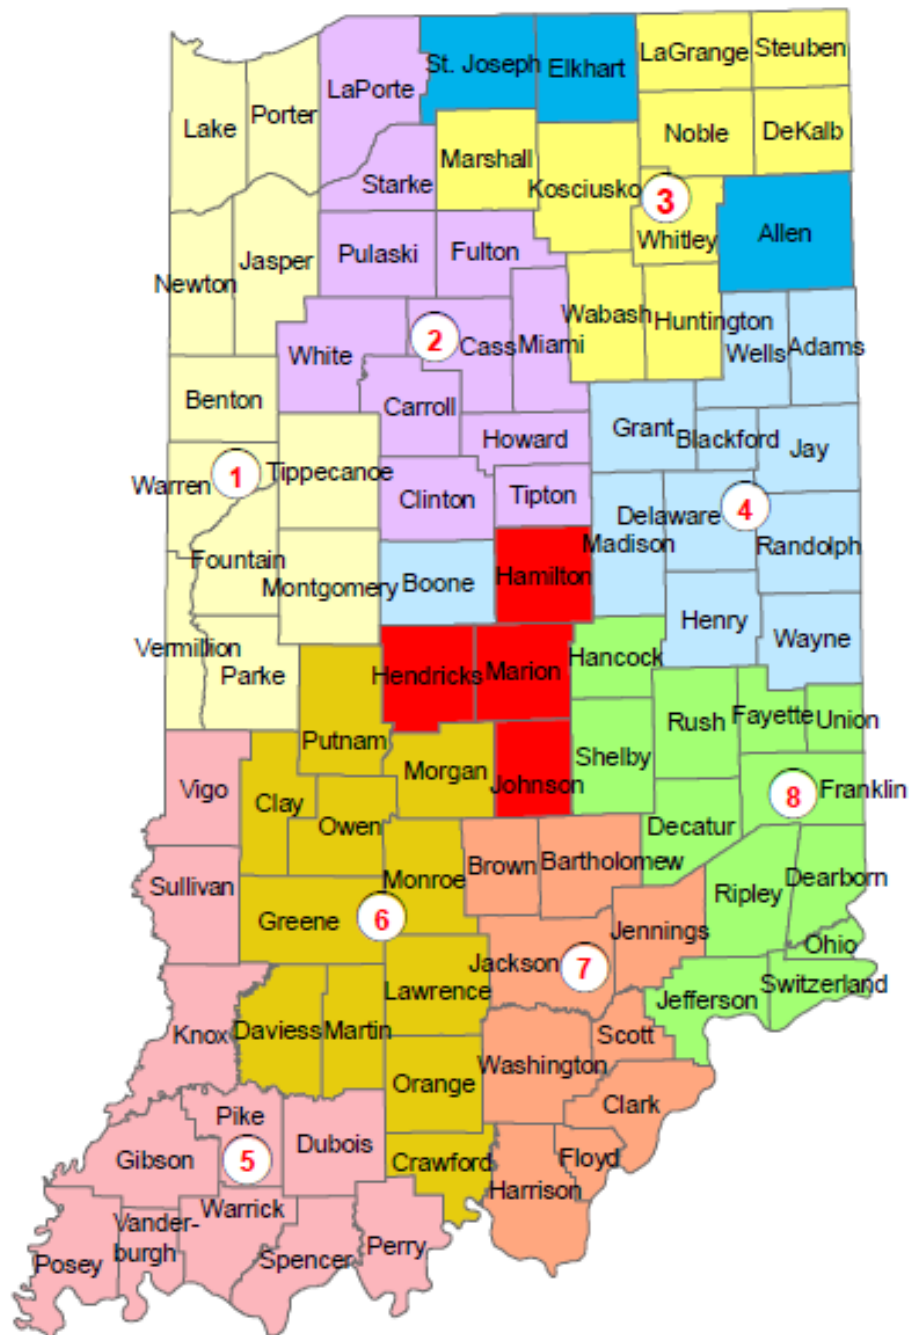 St. Joseph
Elkhart
LaGrange
Steuben
LaPorte
Lake
Porter
Noble
DeKalb
Marshall
Starke
Kosciusko
3
Whitley
Allen
Pulaski
Fulton
Jasper
Newton
White
2
Cass
Miami
Wabash
Huntington
Wells
Adams
Benton
Carroll
Grant
Blackford
Jay
Howard
Warren
1
Tippecanoe
Clinton
Tipton
Delaware
4
Madison
Randolph
Fountain
Montgomery
Boone
Hamilton
Henry
Wayne
Vermillion
Parke
Hendricks
Marion
Hancock
Rush
Fayette
Union
Putnam
Morgan
Johnson
Shelby
8
Franklin
Vigo
Clay
Owen
Decatur
Brown
Bartholomew
Monroe
Sullivan
Greene
6
Ripley
Dearborn
Jennings
Ohio
Jackson
7
Lawrence
Jefferson
Switzerland
Knox
Daviess
Martin
Scott
Washington
Orange
Clark
Pike
Dubois
Gibson
5
Crawford
Floyd
Harrison
Warrick
Vander-
burgh
Posey
Spencer
Perry